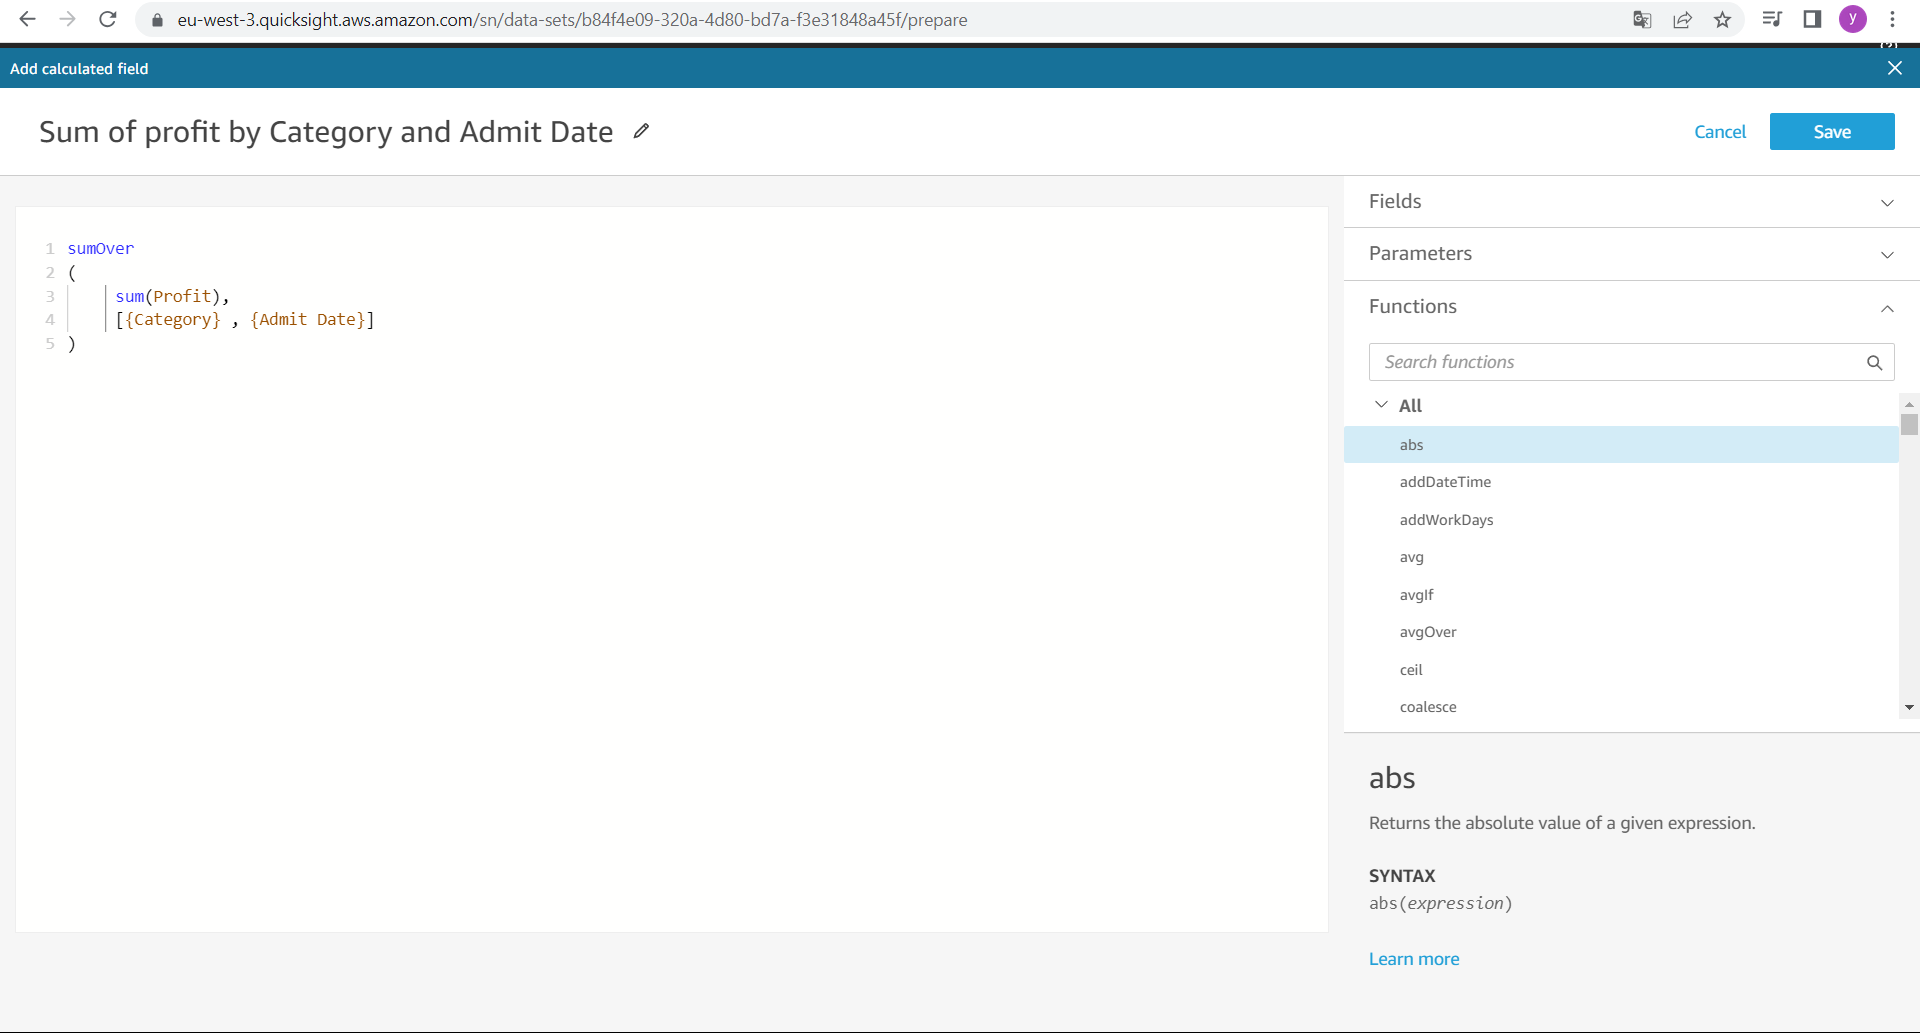 eu-west-3.quicksight.aws.amazon.com/sn/data-sets/b84f4e09-320a-4d80-bd7a-f3e31848a45f/prepare
y
Add calculated field
Sum of profit by Category and Admit Date
Cancel
Save
1 sumOver
2 (
3 sum(Profit),
4 [{Category} , {Admit Date}]
5 )
Fields
Parameters
Functions
Search functions
All
abs
addDateTime
addWorkDays
avg
avgIf
avgOver
ceil
coalesce
abs
Returns the absolute value of a given expression.
SYNTAX
abs(expression)
Learn more